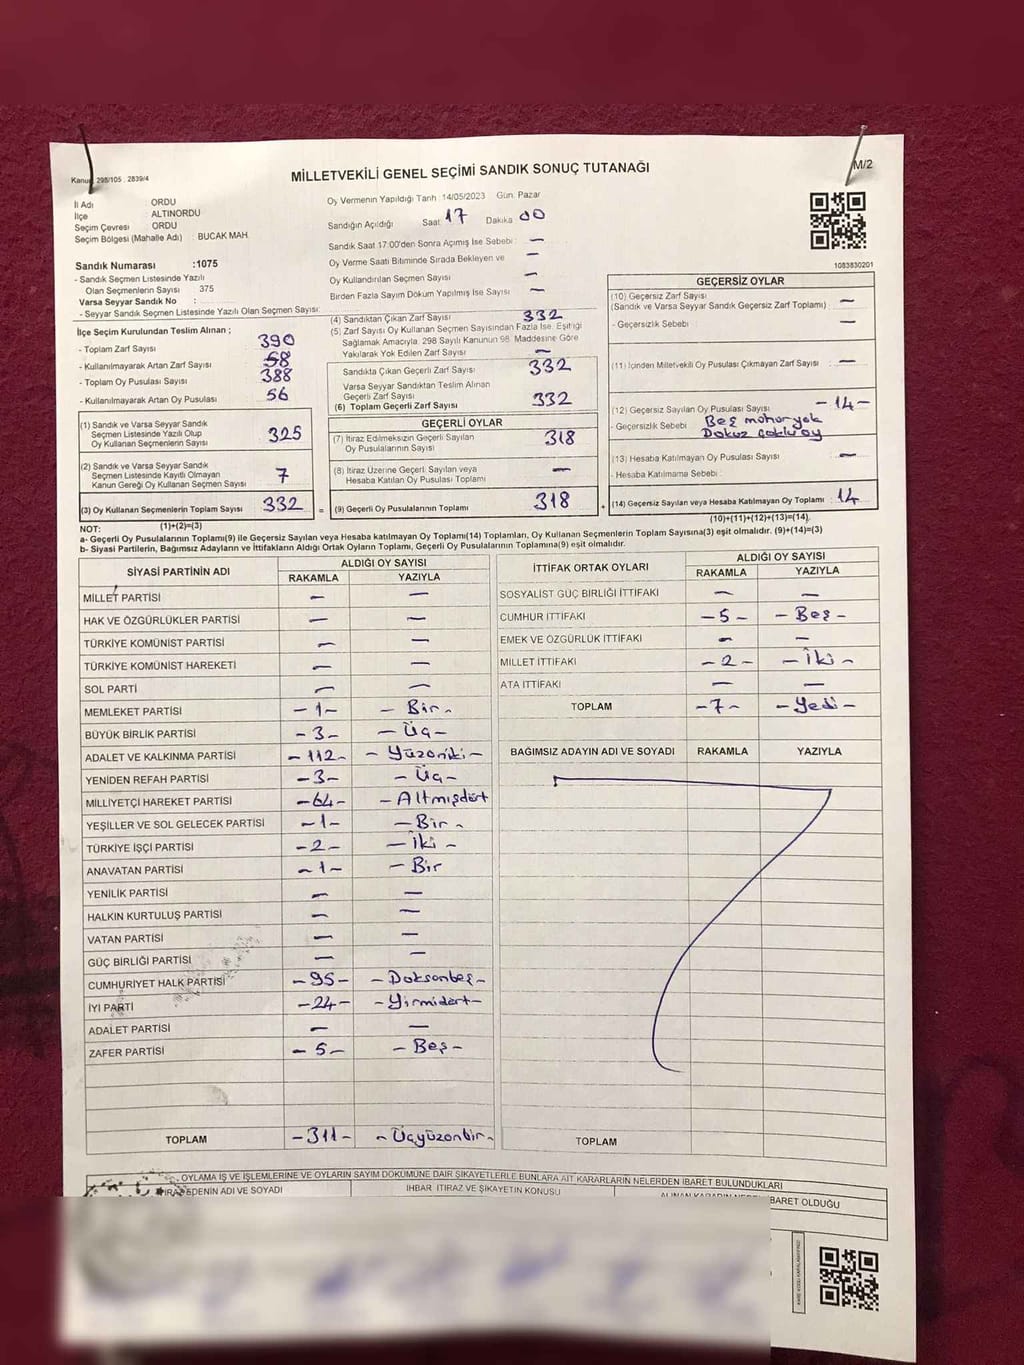 Kanun 298/105 , 2839/4
MİLLETVEKİLİ GENEL SEÇİMİ SANDIK SONUÇ TUTANAĞI
M/2
İl Adı : ORDU
İlçe : ALTINORDU
Seçim Çevresi : ORDU
Seçim Bölgesi (Mahalle Adı) : BUCAK MAH.
Oy Vermenin Yapıldığı Tarih :14/05/2023 Gün: Pazar
Sandığın Açıldığı Saat: 17 Dakika: 00
Sandık Saat 17:00'den Sonra Açımış İse Sebebi : —
Oy Verme Saati Bitiminde Sırada Bekleyen ve —
Oy Kullandırılan Seçmen Sayısı —
Birden Fazla Sayım Döküm Yapılmış İse Sayısı : —
1083830201
Sandık Numarası :1075
- Sandık Seçmen Listesinde Yazılı
Olan Seçmenlerin Sayısı : 375
Varsa Seyyar Sandık No :
- Seyyar Sandık Seçmen Listesinde Yazılı Olan Seçmen Sayısı:
İlçe Seçim Kurulundan Teslim Alınan ;
- Toplam Zarf Sayısı 390
- Kullanılmayarak Artan Zarf Sayısı 58
- Toplam Oy Pusulası Sayısı 388
- Kullanılmayarak Artan Oy Pusulası 56
(1) Sandık ve Varsa Seyyar Sandık
Seçmen Listesinde Yazılı Olup
Oy Kullanan Seçmenlerin Sayısı 325
(2) Sandık ve Varsa Seyyar Sandık
Seçmen Listesinde Kayıtlı Olmayan
Kanun Gereği Oy Kullanan Seçmen Sayısı 7
(3) Oy Kullanan Seçmenlerin Toplam Sayısı 332
(1)+(2)=(3)
(4) Sandıktan Çıkan Zarf Sayısı 332
(5) Zarf Sayısı Oy Kullanan Seçmen Sayısından Fazla İse, Eşitliği
Sağlamak Amacıyla, 298 Sayılı Kanunun 98. Maddesine Göre
Yakılarak Yok Edilen Zarf Sayısı —
Sandıkta Çıkan Geçerli Zarf Sayısı 332
Varsa Seyyar Sandıktan Teslim Alınan
Geçerli Zarf Sayısı
(6) Toplam Geçerli Zarf Sayısı 332
GEÇERLİ OYLAR
(7) İtiraz Edilmeksizin Geçerli Sayılan
Oy Pusulalarının Sayısı 318
(8) İtiraz Üzerine Geçerli Sayılan veya
Hesaba Katılan Oy Pusulası Toplamı —
= (9) Geçerli Oy Pusulalarının Toplamı 318 +
GEÇERSİZ OYLAR
(10) Geçersiz Zarf Sayısı
(Sandık ve Varsa Seyyar Sandık Geçersiz Zarf Toplamı) : —
- Geçersizlik Sebebi : —
(11) İçinden Milletvekili Oy Pusulası Çıkmayan Zarf Sayısı : —
(12) Geçersiz Sayılan Oy Pusulası Sayısı - 14 -
- Geçersizlik Sebebi : Beş mühür yok
Dokuz çoklu oy
(13) Hesaba Katılmayan Oy Pusulası Sayısı : —
- Hesaba Katılmama Sebebi :
(14) Geçersiz Sayılan veya Hesaba Katılmayan Oy Toplamı : 14
(10)+(11)+(12)+(13)=(14).
NOT:
a- Geçerli Oy Pusulalarının Toplamı(9) ile Geçersiz Sayılan veya Hesaba katılmayan Oy Toplamı(14) Toplamları, Oy Kullanan Seçmenlerin Toplam Sayısına(3) eşit olmalıdır. (9)+(14)=(3)
b- Siyasi Partilerin, Bağımsız Adayların ve İttifakların Aldığı Ortak Oyların Toplamı, Geçerli Oy Pusulalarının Toplamına(9) eşit olmalıdır.
SİYASİ PARTİNİN ADI ALDIĞI OY SAYISI
RAKAMLA YAZIYLA
MİLLET PARTİSİ — —
HAK VE ÖZGÜRLÜKLER PARTİSİ — —
TÜRKİYE KOMÜNİST PARTİSİ — —
TÜRKİYE KOMÜNİST HAREKETİ — —
SOL PARTİ — —
MEMLEKET PARTİSİ -1- -Bir-
BÜYÜK BİRLİK PARTİSİ -3- -Üç-
ADALET VE KALKINMA PARTİSİ -112- -Yüzoniki-
YENİDEN REFAH PARTİSİ -3- -Üç-
MİLLİYETÇİ HAREKET PARTİSİ -64- -Altmışdört
YEŞİLLER VE SOL GELECEK PARTİSİ -1- -Bir-
TÜRKİYE İŞÇİ PARTİSİ -2- -İki-
ANAVATAN PARTİSİ -1- -Bir
YENİLİK PARTİSİ — —
HALKIN KURTULUŞ PARTİSİ — —
VATAN PARTİSİ — —
GÜÇ BİRLİĞİ PARTİSİ — —
CUMHURİYET HALK PARTİSİ -95- -Doksanbeş-
İYİ PARTİ -24- -Yirmidört-
ADALET PARTİSİ — —
ZAFER PARTİSİ -5- -Beş-
TOPLAM -311- -Üçyüzonbir-
İTTİFAK ORTAK OYLARI ALDIĞI OY SAYISI
RAKAMLA YAZIYLA
SOSYALİST GÜÇ BİRLİĞİ İTTİFAKI — —
CUMHUR İTTİFAKI -5- -Beş-
EMEK VE ÖZGÜRLÜK İTTİFAKI — —
MİLLET İTTİFAKI -2- -İki-
ATA İTTİFAKI — —
TOPLAM -7- -Yedi-
BAĞIMSIZ ADAYIN ADI VE SOYADI RAKAMLA YAZIYLA
TOPLAM
OYLAMA İŞ VE İŞLEMLERİNE VE OYLARIN SAYIM DÖKÜMÜNE DAİR ŞİKAYETLERLE BUNLARA AİT KARARLARIN NELERDEN İBARET BULUNDUKLARI
EDENİN ADI VE SOYADI
İHBAR İTİRAZ VE ŞİKAYETİN KONUSU
BARET OLDUĞU